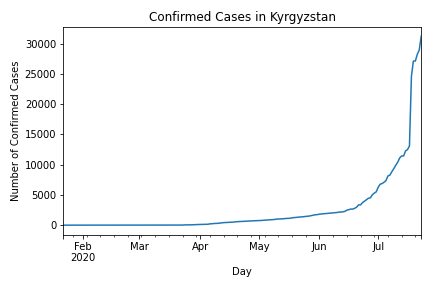 Confirmed Cases in Kyrgyzstan
Number of Confirmed Cases
30000
25000
20000
15000
10000
5000
0
Feb
2020
Mar
Apr
May
Jun
Jul
Day